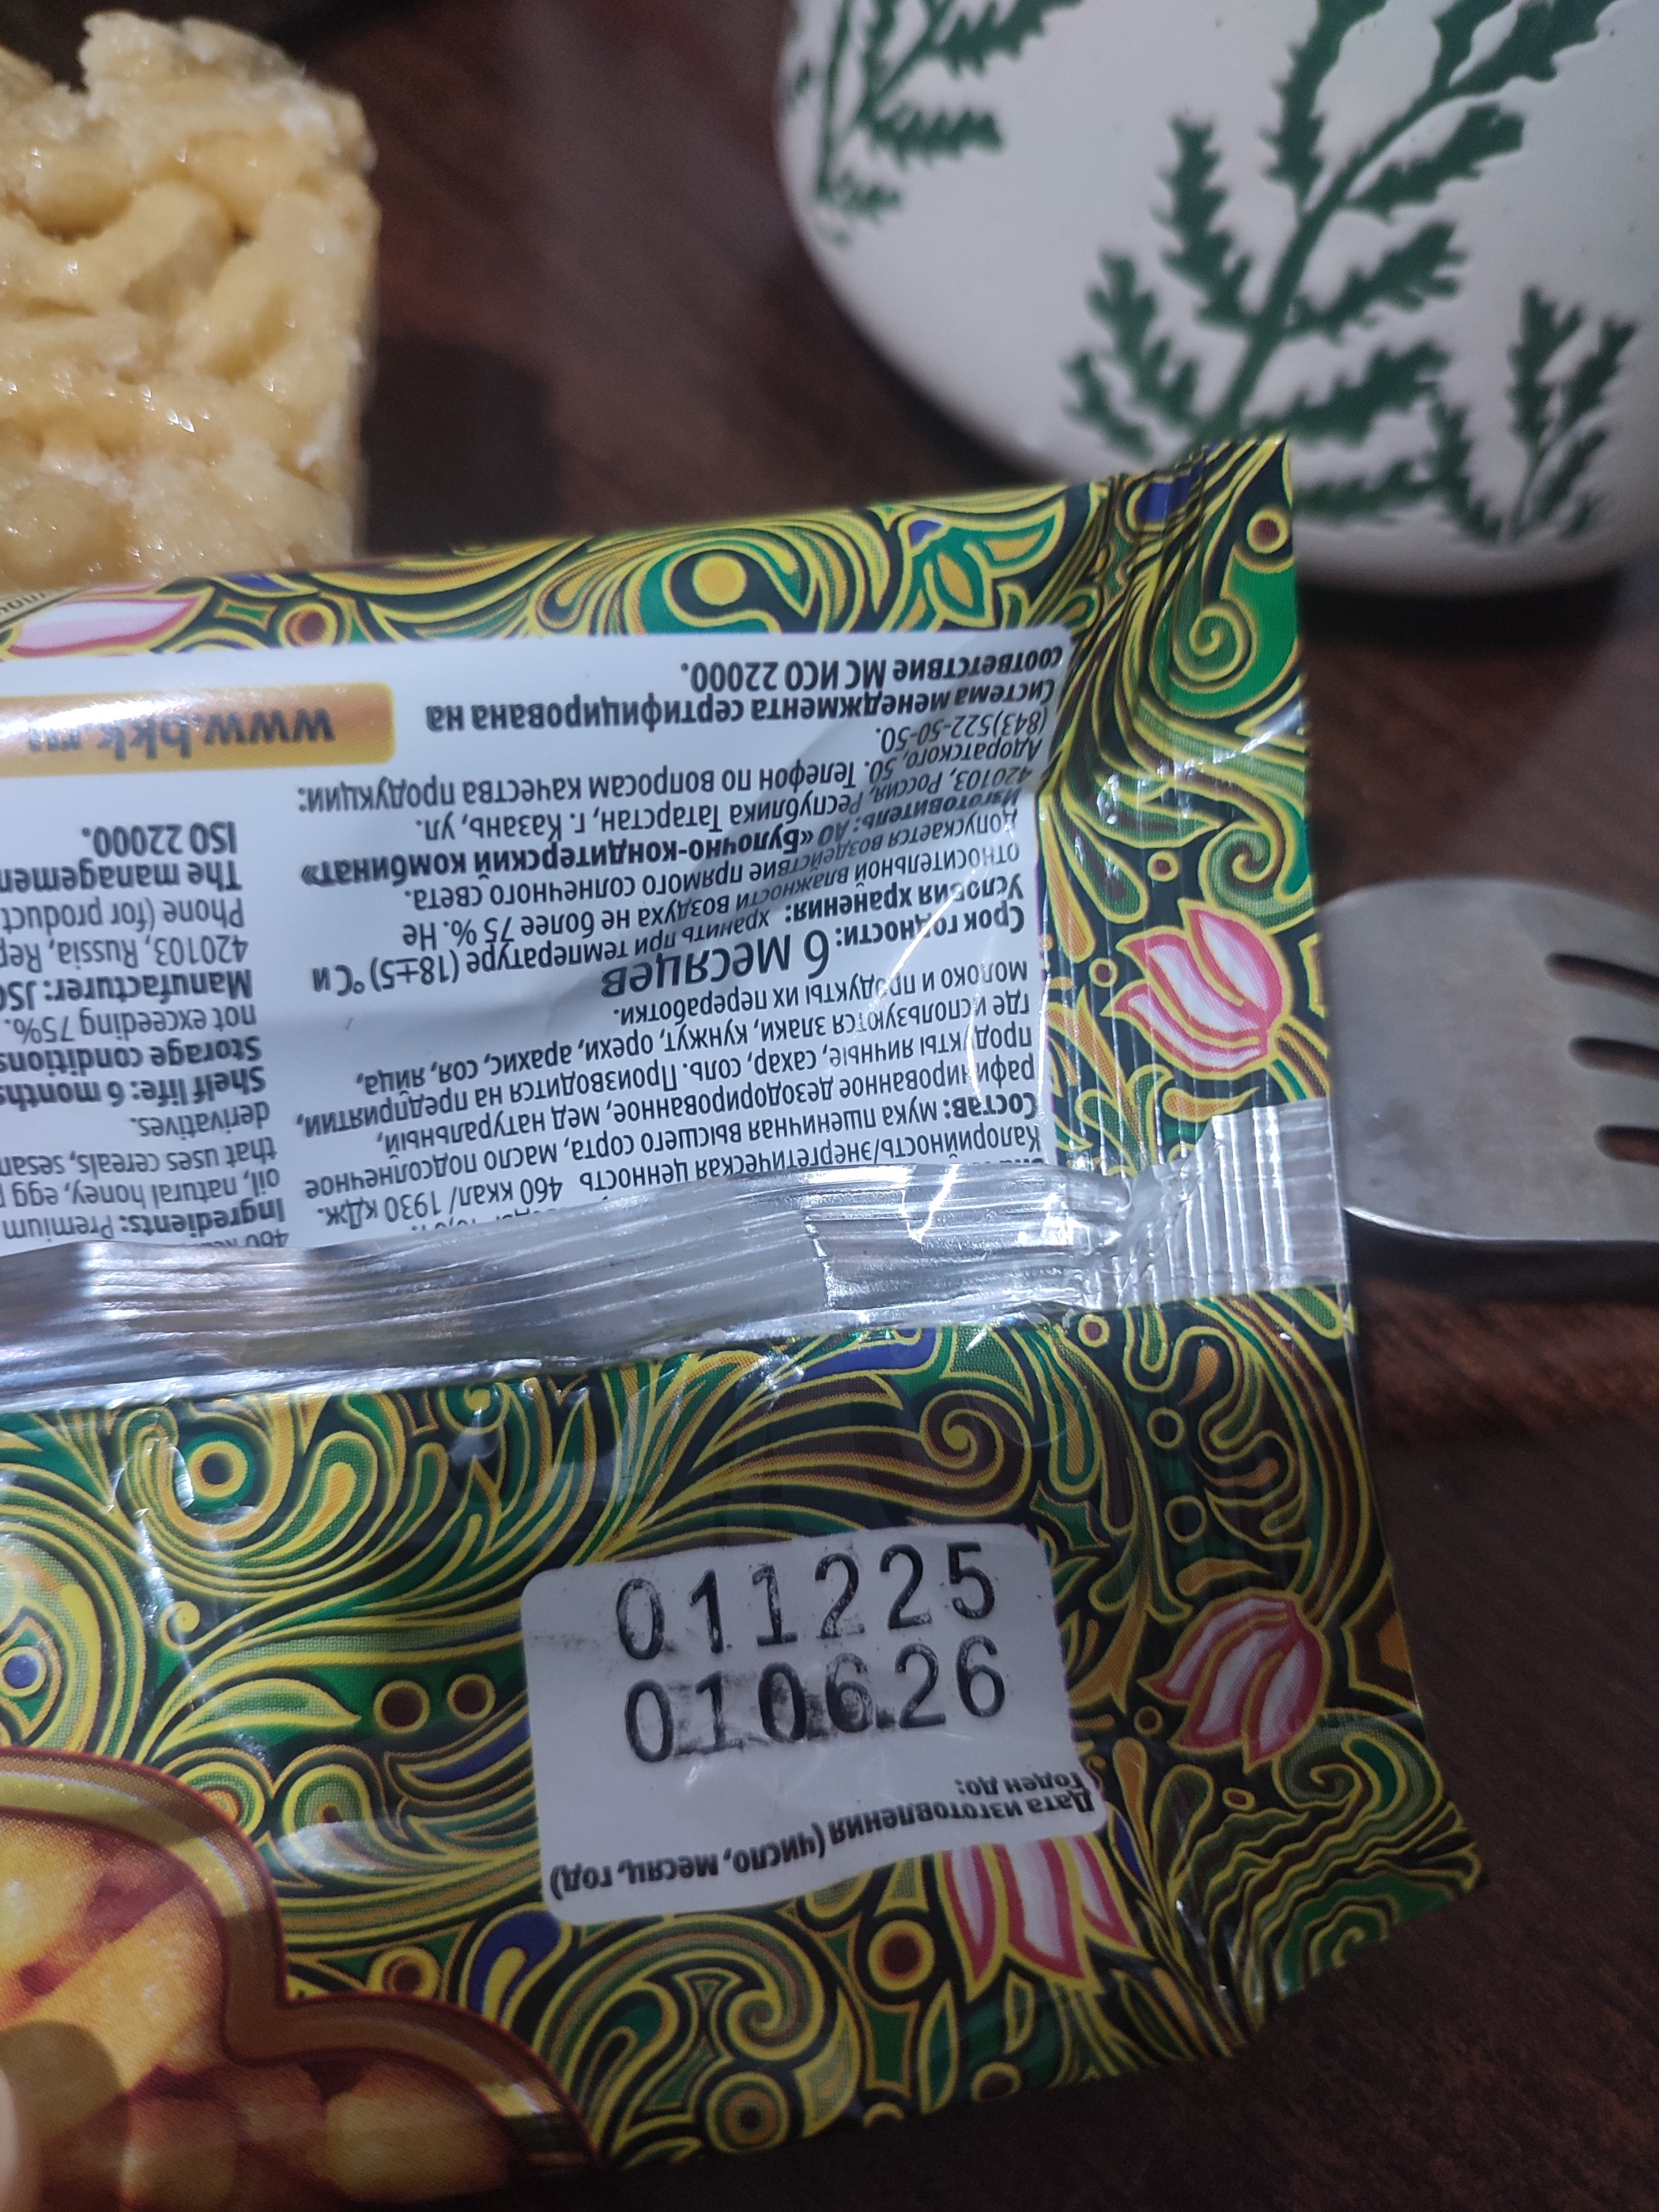 Калорийность/энергетическая ценность 460 ккал/ 1930 кДж.
Состав: мука пшеничная высшего сорта, масло подсолнечное
рафинированное дезодорированное, мед натуральный,
продукты яичные, сахар, соль. Производится на предприятии,
где используются злаки, кунжут, орехи, арахис, соя, яйца,
молоко и продукты их переработки.
Срок годности: 6 месяцев
Условия хранения: хранить при температуре (18±5)°С и
относительной влажности воздуха не более 75 %. Не
допускается воздействие прямого солнечного света.
Изготовитель: АО «Булочно-кондитерский комбинат»
420103, Россия, Республика Татарстан, г. Казань, ул.
Адоратского, 50. Телефон по вопросам качества продукции:
(843)522-50-50.
Система менеджмента сертифицирована на
соответствие МС ИСО 22000.
Ingredients: Premium
oil, natural honey, egg
that uses cereals,
derivatives.
Shelf life: 6 months
Storage conditions
not exceeding 75%.
Manufacturer: JSC
420103, Russia,
Phone (for
The
ISO 22000.
www.bkk.ru
Дата изготовления (число, месяц, год)
Годен до:
011225
010626